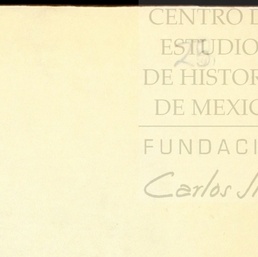 CENTRO D
ESTUDIO
DE HISTOR
DE MEXIC
FUNDACI
Carlos